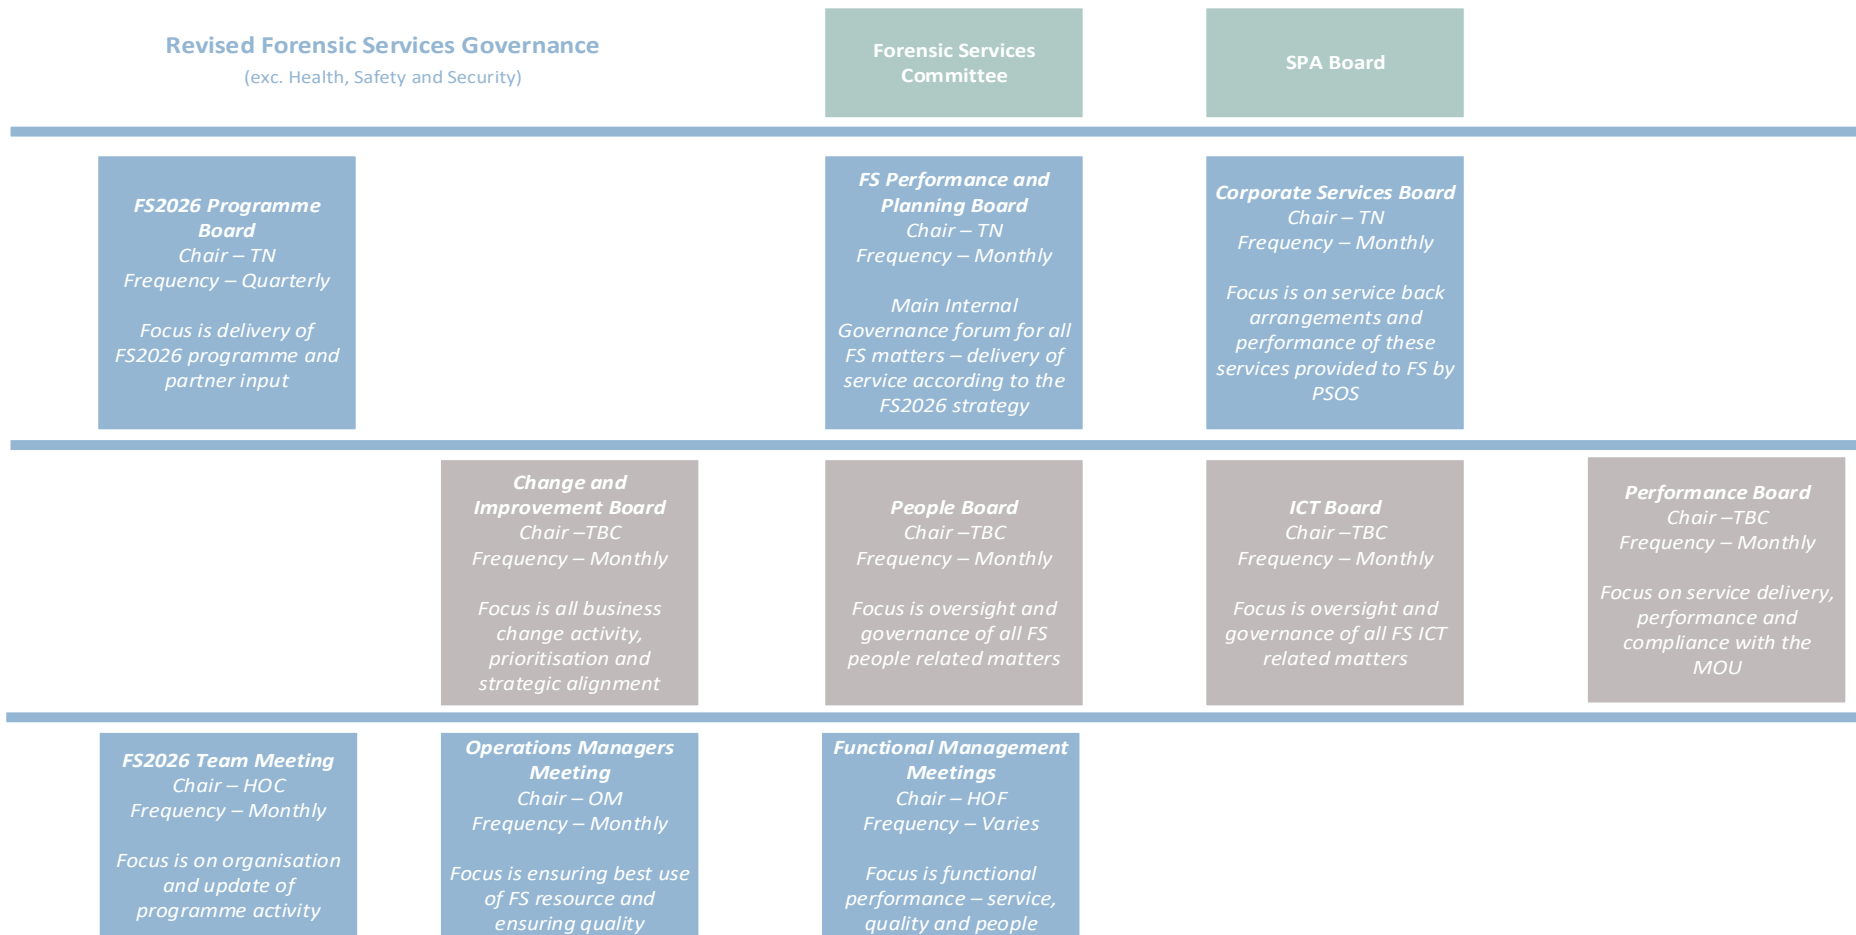 Revised Forensic Services Governance
(exc. Health, Safety and Security)
Forensic Services
Committee
SPA Board
FS2026 Programme
Board
Chair – TN
Frequency – Quarterly
Focus is delivery of
FS2026 programme and
partner input
FS Performance and
Planning Board
Chair – TN
Frequency – Monthly
Main Internal
Governance forum for all
FS matters – delivery of
service according to the
FS2026 strategy
Corporate Services Board
Chair – TN
Frequency – Monthly
Focus is on service back
arrangements and
performance of these
services provided to FS by
PSOS
Change and
Improvement Board
Chair –TBC
Frequency – Monthly
Focus is all business
change activity,
prioritisation and
strategic alignment
People Board
Chair –TBC
Frequency – Monthly
Focus is oversight and
governance of all FS
people related matters
ICT Board
Chair –TBC
Frequency – Monthly
Focus is oversight and
governance of all FS ICT
related matters
Performance Board
Chair –TBC
Frequency – Monthly
Focus on service delivery,
performance and
compliance with the
MOU
FS2026 Team Meeting
Chair – HOC
Frequency – Monthly
Focus is on organisation
and update of
programme activity
Operations Managers
Meeting
Chair – OM
Frequency – Monthly
Focus is ensuring best use
of FS resource and
ensuring quality
Functional Management
Meetings
Chair – HOF
Frequency – Varies
Focus is functional
performance – service,
quality and people